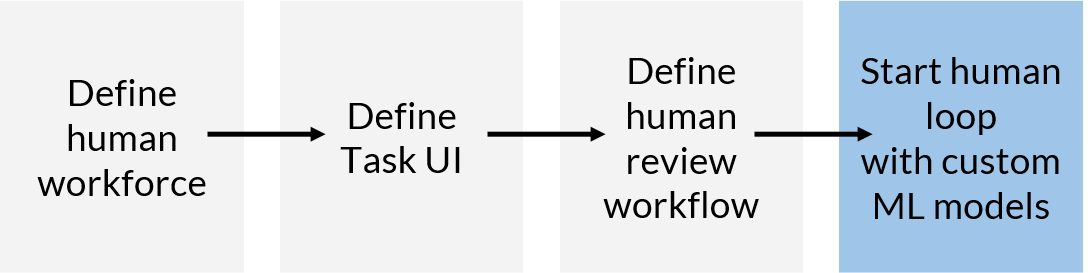 Define
human
workforce
Define
Task UI
Define
human
review
workflow
Start human
loop
with custom
ML models